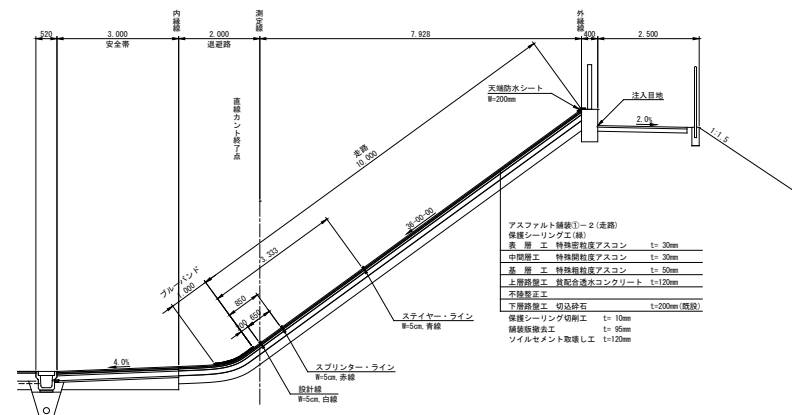 内縁線
測定線
外縁線
520
3.000
2.000
7.928
400
2.500
安全帯
退避路
直線カント終了点
天端防水シート
W=200mm
注入目地
2.0%
1:1.5
走路
10.000
36-00-00
3.333
ブルーバンド
1.000
850
650
200
アスファルト舗装①－2(走路)
保護シーリング工(緑)
表 層 工 特殊密粒度アスコン t= 30mm
中間層工 特殊開粒度アスコン t= 30mm
基 層 工 特殊粗粒度アスコン t= 50mm
上層路盤工 貧配合透水コンクリート t=120mm
不陸整正工
下層路盤工 切込砕石 t=200mm(既設)
保護シーリング切削工 t= 10mm
舗装版撤去工 t= 95mm
ソイルセメント取壊し工 t=120mm
ステイヤー・ライン
W=5cm,青線
スプリンター・ライン
W=5cm,赤線
設計線
W=5cm,白線
4.0%